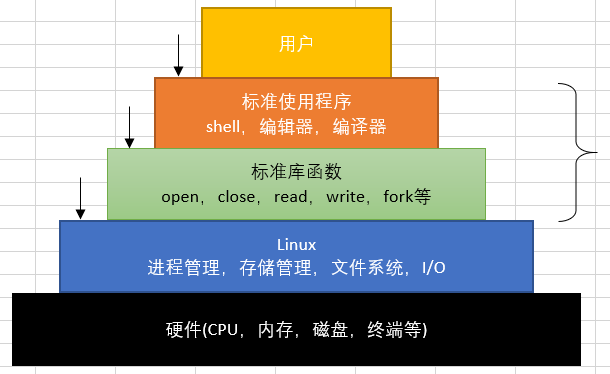 用户
标准使用程序
shell，编辑器，编译器
标准库函数
open，close，read，write，fork等
Linux
进程管理，存储管理，文件系统，I/O
硬件(CPU，内存，磁盘，终端等)